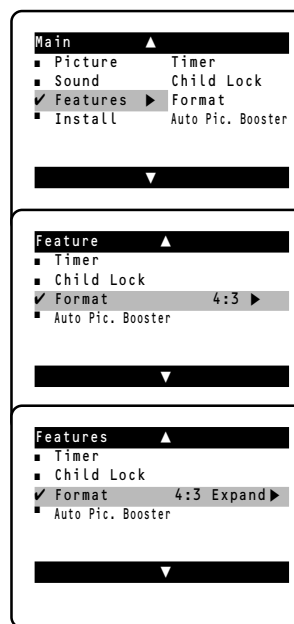 Main ▲
▪ Picture Timer
▪ Sound Child Lock
✔ Features ▶ Format
▪ Install Auto Pic. Booster
▼
Feature ▲
▪ Timer
▪ Child Lock
✔ Format 4:3 ▶
▪ Auto Pic. Booster
▼
Features ▲
▪ Timer
▪ Child Lock
✔ Format 4:3 Expand ▶
▪ Auto Pic. Booster
▼